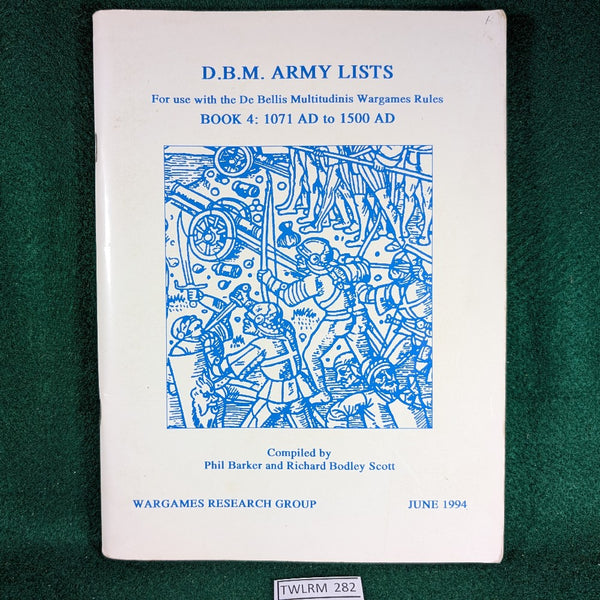 D.B.M. ARMY LISTS
For use with the De Bellis Multitudinis Wargames Rules
BOOK 4: 1071 AD to 1500 AD
Compiled by
Phil Barker and Richard Bodley Scott
WARGAMES RESEARCH GROUP JUNE 1994
TWLRM 282